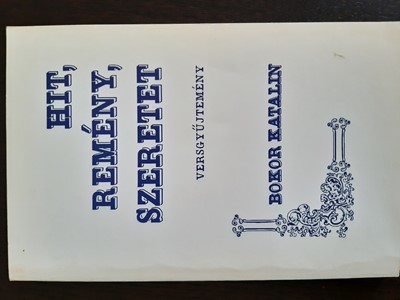 HIT,
REMÉNY,
SZERETET
VERSGYŰJTEMÉNY
BOKOR KATALIN